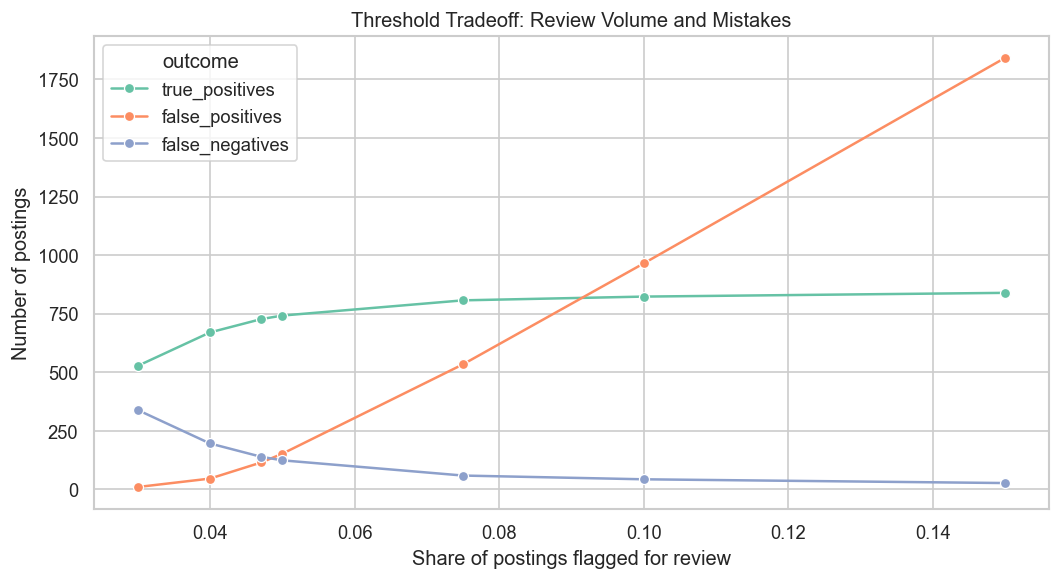 Threshold Tradeoff: Review Volume and Mistakes
outcome
true_positives
false_positives
false_negatives
Number of postings
1750
1500
1250
1000
750
500
250
0
0.04
0.06
0.08
0.10
0.12
0.14
Share of postings flagged for review